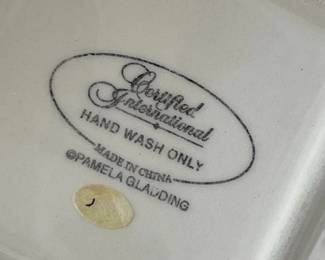 Certified
International
HAND WASH ONLY
MADE IN CHINA
©PAMELA GLADDING